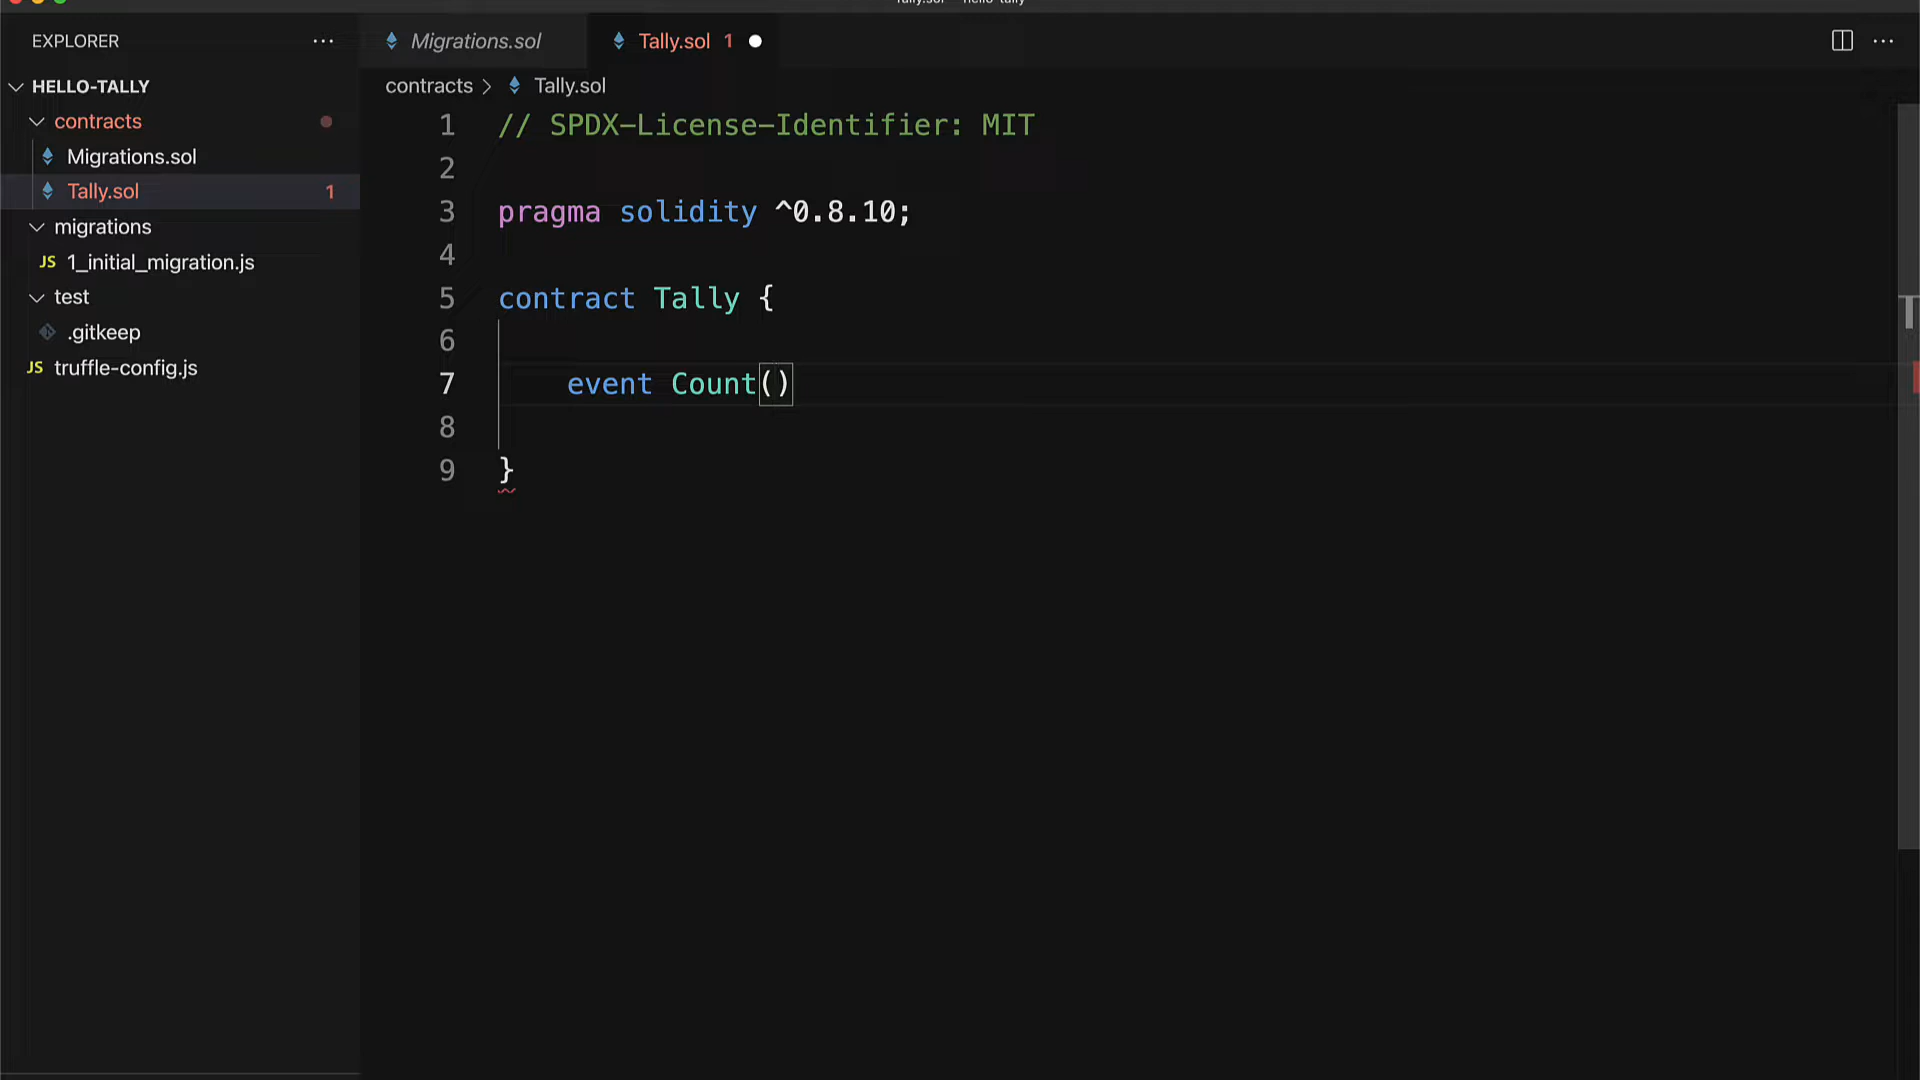 EXPLORER
HELLO-TALLY
contracts
Migrations.sol
Tally.sol 1
migrations
JS 1_initial_migration.js
test
.gitkeep
JS truffle-config.js
Migrations.sol
Tally.sol 1
contracts > Tally.sol
1 // SPDX-License-Identifier: MIT
2
3 pragma solidity ^0.8.10;
4
5 contract Tally {
6
7 event Count()
8
9 }